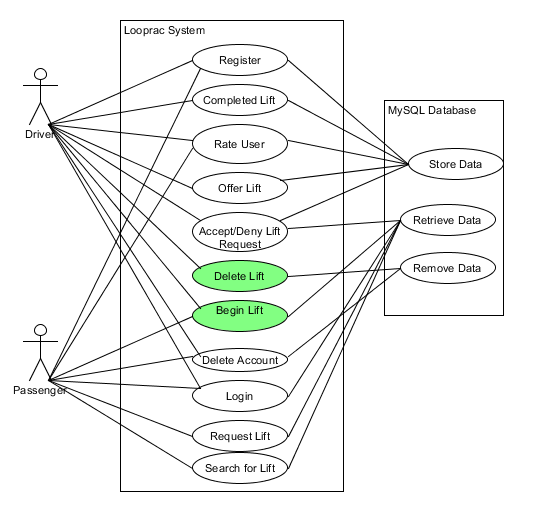 Looprac System
Register
Completed Lift
Rate User
Offer Lift
Accept/Deny Lift
Request
Delete Lift
Begin Lift
Delete Account
Login
Request Lift
Search for Lift
Driver
Passenger
MySQL Database
Store Data
Retrieve Data
Remove Data